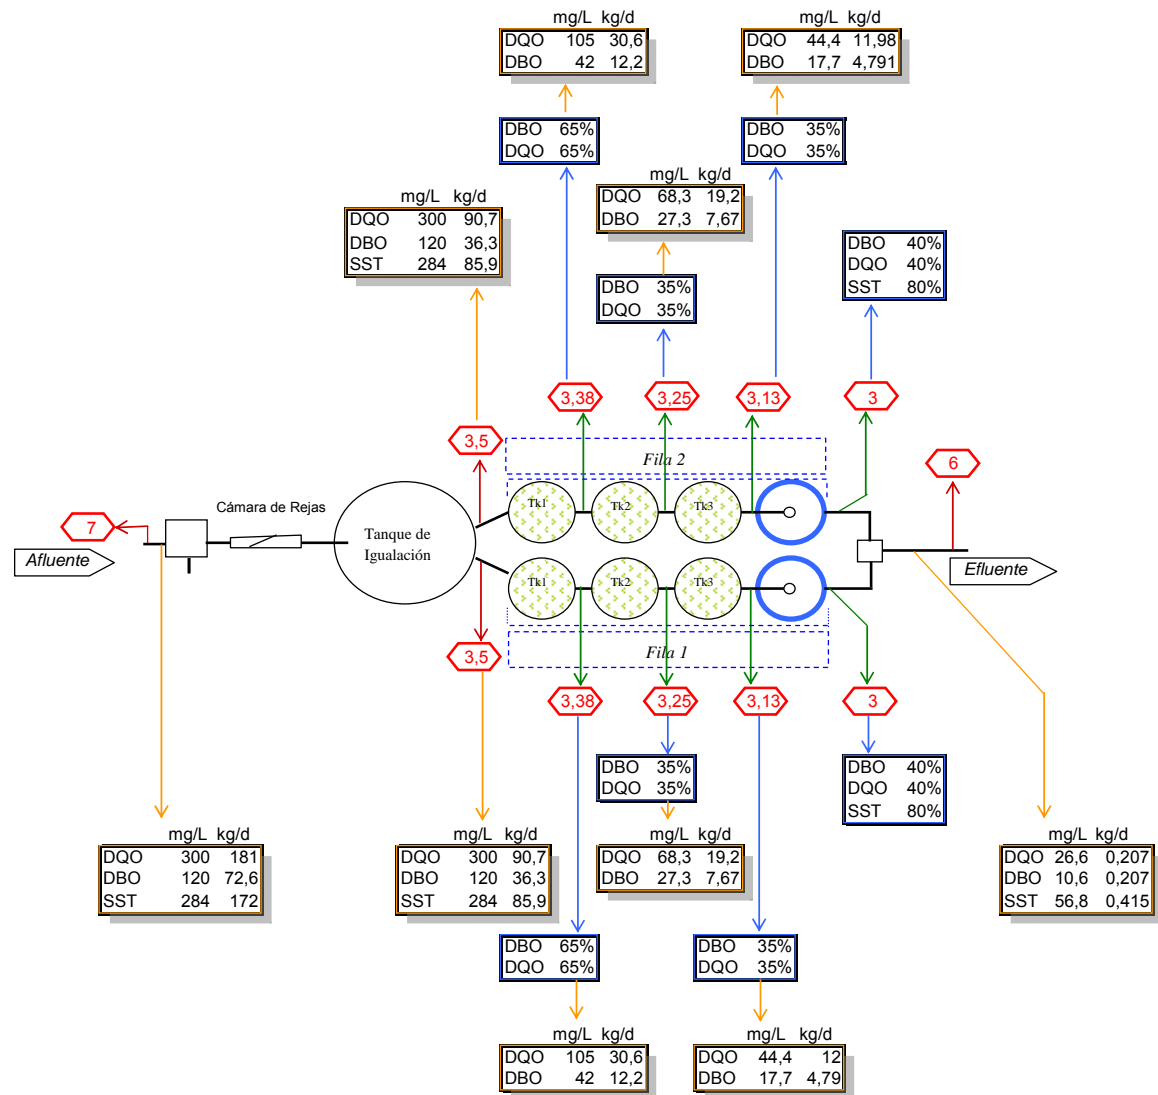 mg/L kg/d
DQO 105 30,6
DBO 42 12,2
mg/L kg/d
DQO 44,4 11,98
DBO 17,7 4,791
DBO 65%
DQO 65%
DBO 35%
DQO 35%
mg/L kg/d
DQO 68,3 19,2
DBO 27,3 7,67
mg/L kg/d
DQO 300 90,7
DBO 120 36,3
SST 284 85,9
DBO 40%
DQO 40%
SST 80%
DBO 35%
DQO 35%
3,38
3,25
3,13
3
3,5
Fila 2
6
Cámara de Rejas
Tk1
Tk2
Tk3
7
Tanque de
Igualación
Afluente
Efluente
Tk1
Tk2
Tk3
Fila 1
3,5
3,38
3,25
3,13
3
DBO 35%
DQO 35%
DBO 40%
DQO 40%
SST 80%
mg/L kg/d
DQO 300 181
DBO 120 72,6
SST 284 172
mg/L kg/d
DQO 300 90,7
DBO 120 36,3
SST 284 85,9
mg/L kg/d
DQO 68,3 19,2
DBO 27,3 7,67
mg/L kg/d
DQO 26,6 0,207
DBO 10,6 0,207
SST 56,8 0,415
DBO 65%
DQO 65%
DBO 35%
DQO 35%
mg/L kg/d
DQO 105 30,6
DBO 42 12,2
mg/L kg/d
DQO 44,4 12
DBO 17,7 4,79